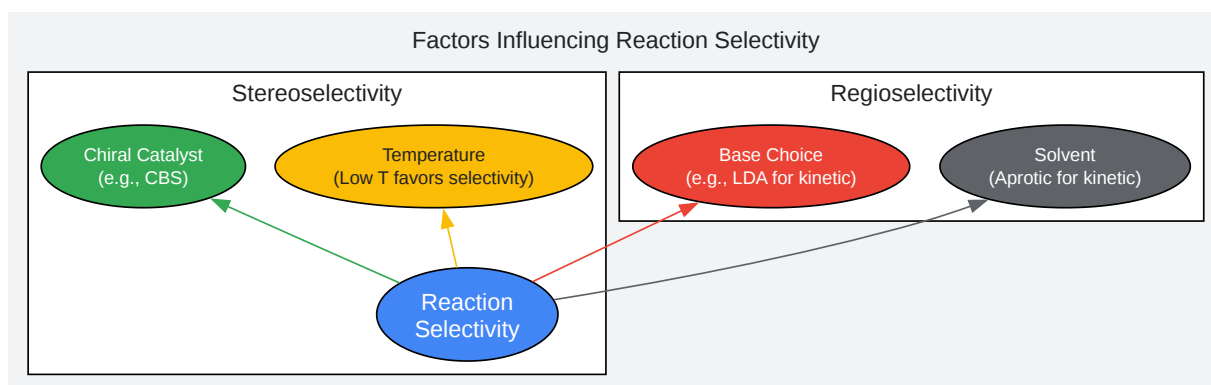 Factors Influencing Reaction Selectivity
Stereoselectivity
Chiral Catalyst
(e.g., CBS)
Temperature
(Low T favors selectivity)
Regioselectivity
Base Choice
(e.g., LDA for kinetic)
Solvent
(Aprotic for kinetic)
Reaction
Selectivity